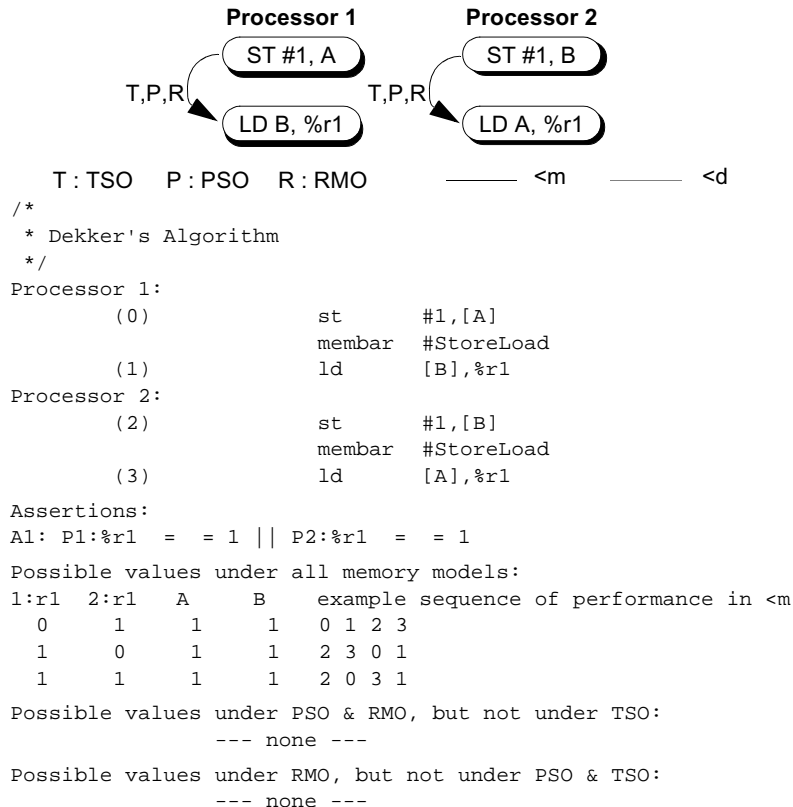 Processor 1 Processor 2
ST #1, A ST #1, B
T,P,R T,P,R
LD B, %r1 LD A, %r1
T : TSO P : PSO R : RMO <m <d
/*
 * Dekker's Algorithm
 */
Processor 1:
(0) st #1,[A]
membar #StoreLoad
(1) ld [B],%r1
Processor 2:
(2) st #1,[B]
membar #StoreLoad
(3) ld [A],%r1
Assertions:
A1: P1:%r1 = = 1 || P2:%r1 = = 1
Possible values under all memory models:
1:r1 2:r1 A B example sequence of performance in <m
0 1 1 1 0 1 2 3
1 0 1 1 2 3 0 1
1 1 1 1 2 0 3 1
Possible values under PSO & RMO, but not under TSO:
--- none ---
Possible values under RMO, but not under PSO & TSO:
--- none ---